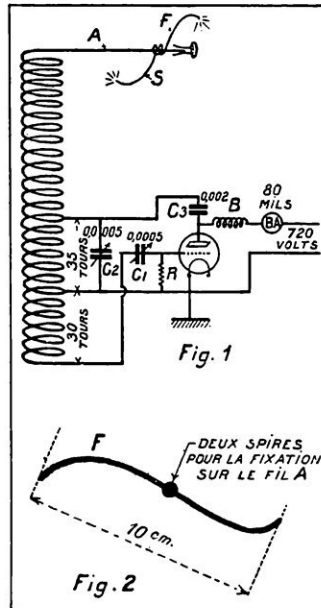 A
F
S
0,002
C3
B
80
MILS
BA
720
VOLTS
0,0005
C2
0,0005
C1
R
35
TOURS
30
TOURS
Fig. 1
F
DEUX SPIRES
POUR LA FIXATION
SUR LE FIL A
10 cm.
Fig. 2